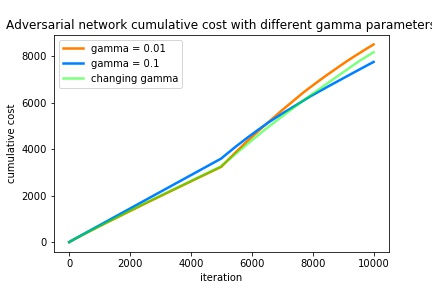 Adversarial network cumulative cost with different gamma parameters
gamma = 0.01
gamma = 0.1
changing gamma
cumulative cost
8000
6000
4000
2000
0
0 2000 4000 6000 8000 10000
iteration